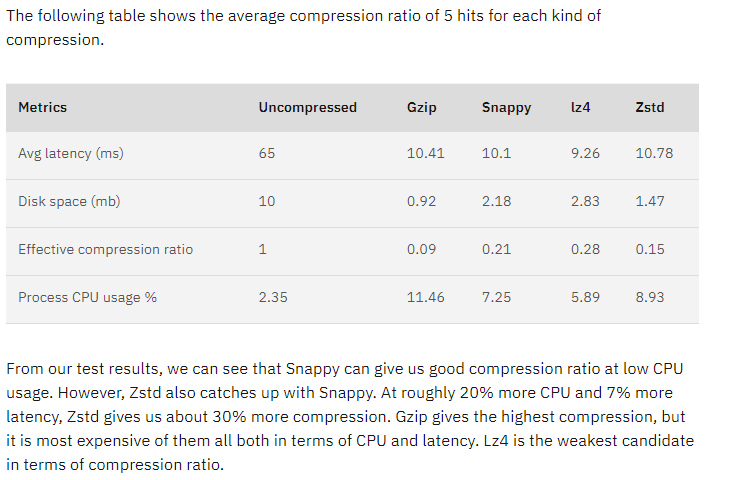 The following table shows the average compression ratio of 5 hits for each kind of
compression.
Metrics Uncompressed Gzip Snappy lz4 Zstd
Avg latency (ms) 65 10.41 10.1 9.26 10.78
Disk space (mb) 10 0.92 2.18 2.83 1.47
Effective compression ratio 1 0.09 0.21 0.28 0.15
Process CPU usage % 2.35 11.46 7.25 5.89 8.93
From our test results, we can see that Snappy can give us good compression ratio at low CPU
usage. However, Zstd also catches up with Snappy. At roughly 20% more CPU and 7% more
latency, Zstd gives us about 30% more compression. Gzip gives the highest compression, but
it is most expensive of them all both in terms of CPU and latency. Lz4 is the weakest candidate
in terms of compression ratio.